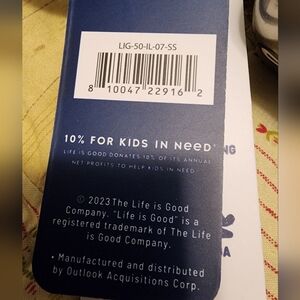 LIG-50-IL-07-SS
8 10047 22916 2
10% FOR KIDS IN NEED
LIFE IS GOOD DONATES 10% OF ITS ANNUAL
NET PROFITS TO HELP KIDS IN NEED
NG
A
© 2023 The Life is Good
Company. "Life is Good" is a
registered trademark of The Life
is Good Company.
• Manufactured and distributed
by Outlook Acquisitions Corp.